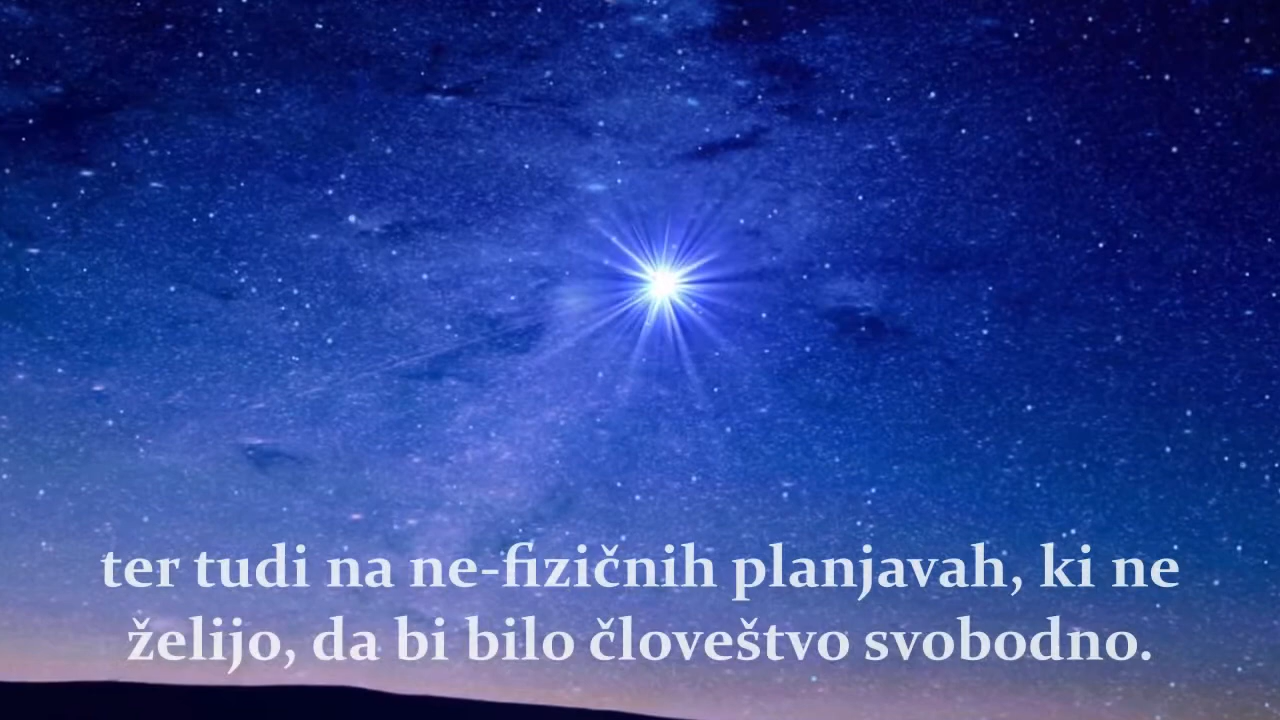 ter tudi na ne-fizičnih planjavah, ki ne
želijo, da bi bilo človeštvo svobodno.